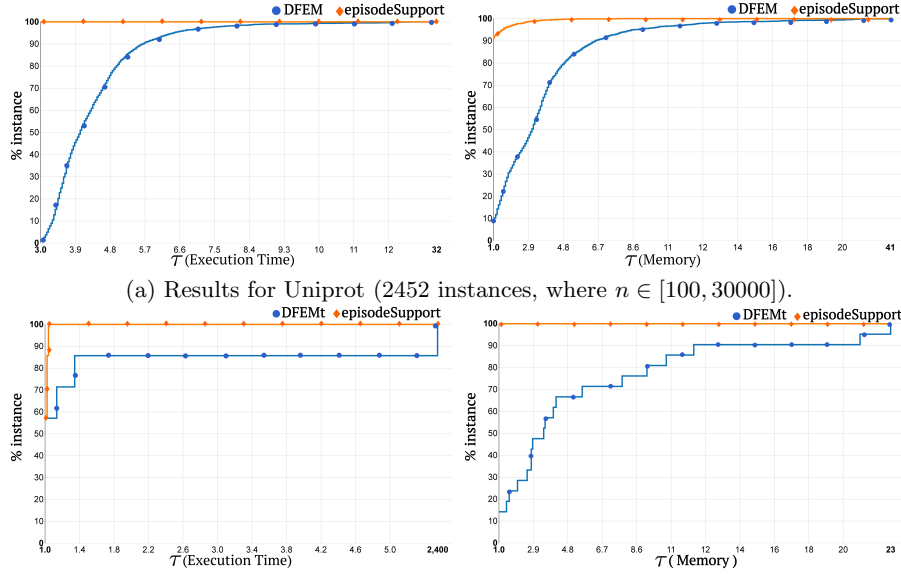 DFEM episodeSupport
100
90
80
70
60
50
40
30
20
10
0
% instance
3.0 3.9 4.8 5.7 6.6 7.5 8.4 9.3 10 11 12 32
τ (Execution Time)
DFEM episodeSupport
100
90
80
70
60
50
40
30
20
10
0
% instance
1.0 2.9 4.8 6.7 8.6 12 14 16 18 20 41
τ (Memory)
(a) Results for Uniprot (2452 instances, where n ∈ [100, 30000]).
DFEMt episodeSupport
100
90
80
70
60
50
40
30
20
10
0
% instance
1.0 1.4 1.8 2.2 2.6 3.0 3.4 4.2 4.6 5.0 2,400
τ (Execution Time)
DFEMt episodeSupport
100
90
80
70
60
50
40
30
20
10
0
% instance
1.0 2.9 4.8 6.7 8.6 10 12 14 16 18 20 23
τ ( Memory )